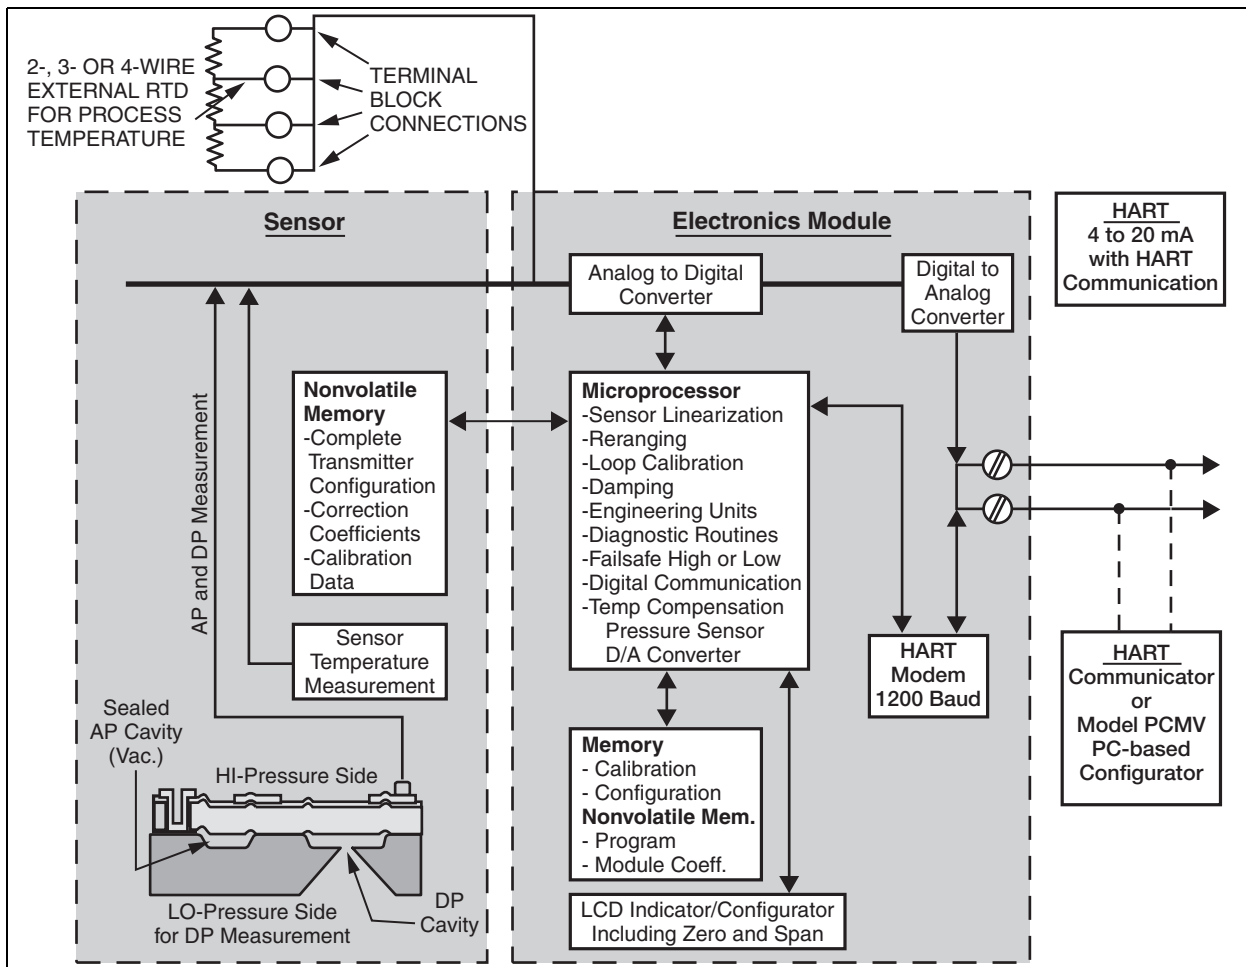 2-, 3- OR 4-WIRE
EXTERNAL RTD
FOR PROCESS
TEMPERATURE
TERMINAL
BLOCK
CONNECTIONS
Sensor
Electronics Module
HART
4 to 20 mA
with HART
Communication
Analog to Digital
Converter
Digital to
Analog
Converter
AP and DP Measurement
Nonvolatile
Memory
-Complete
Transmitter
Configuration
-Correction
Coefficients
-Calibration
Data
Microprocessor
-Sensor Linearization
-Reranging
-Loop Calibration
-Damping
-Engineering Units
-Diagnostic Routines
-Failsafe High or Low
-Digital Communication
-Temp Compensation
Pressure Sensor
D/A Converter
Sensor
Temperature
Measurement
HART
Modem
1200 Baud
HART
Communicator
or
Model PCMV
PC-based
Configurator
Sealed
AP Cavity
(Vac.)
HI-Pressure Side
Memory
- Calibration
- Configuration
Nonvolatile Mem.
- Program
- Module Coeff.
LO-Pressure Side
for DP Measurement
DP
Cavity
LCD Indicator/Configurator
Including Zero and Span